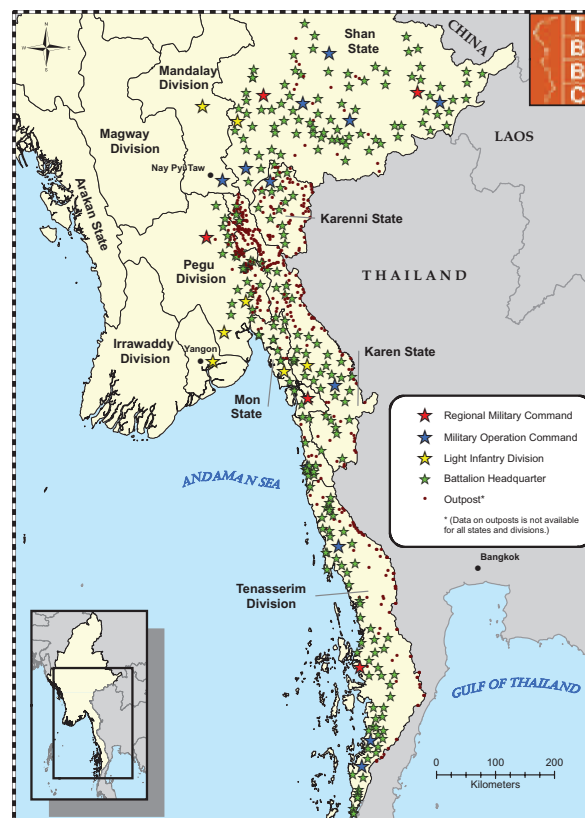 Shan
State
CHINA
T
B
B
C
Mandalay
Division
Magway
Division
LAOS
Nay Pyi Taw
Arakan State
Karenni State
Pegu
Division
THAILAND
Irrawaddy
Division
Yangon
Karen State
Mon
State
Regional Military Command
Military Operation Command
Light Infantry Division
Battalion Headquarter
Outpost*
* (Data on outposts is not available
for all states and divisions.)
ANDAMAN SEA
Bangkok
Tenasserim
Division
GULF OF THAILAND
0 100 200
Kilometers
N
W E
S